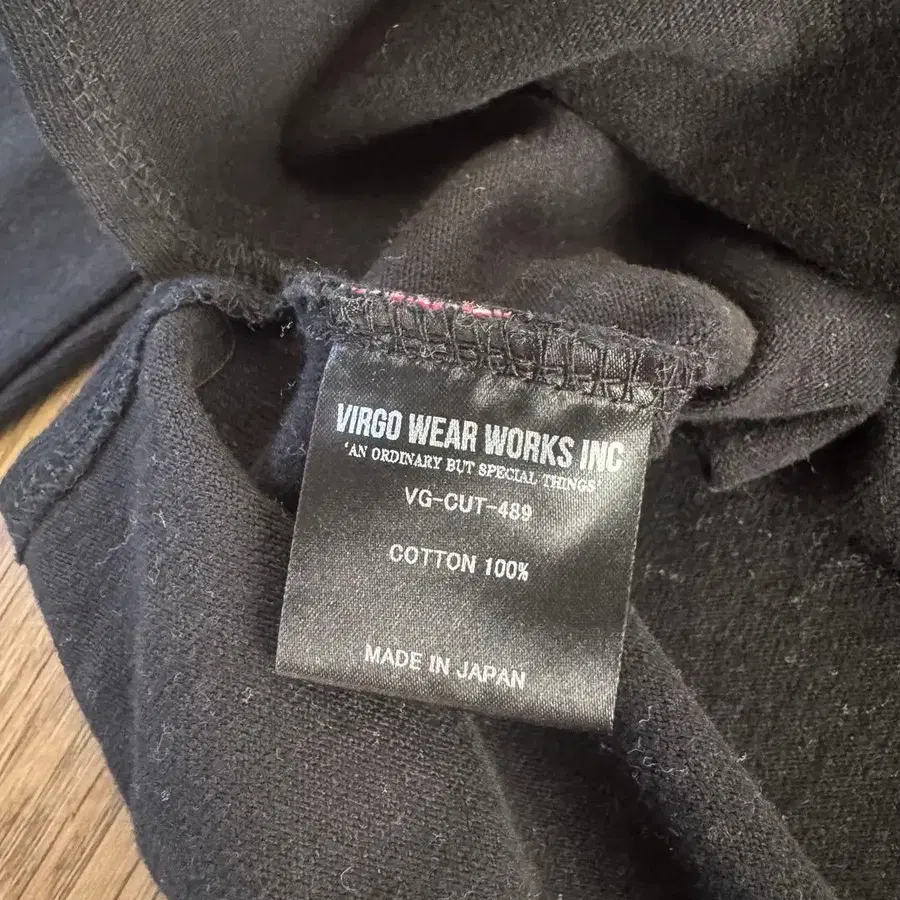 VIRGO WEAR WORKS INC
'AN ORDINARY BUT SPECIAL THINGS
VG-CUT-489
COTTON 100%
MADE IN JAPAN